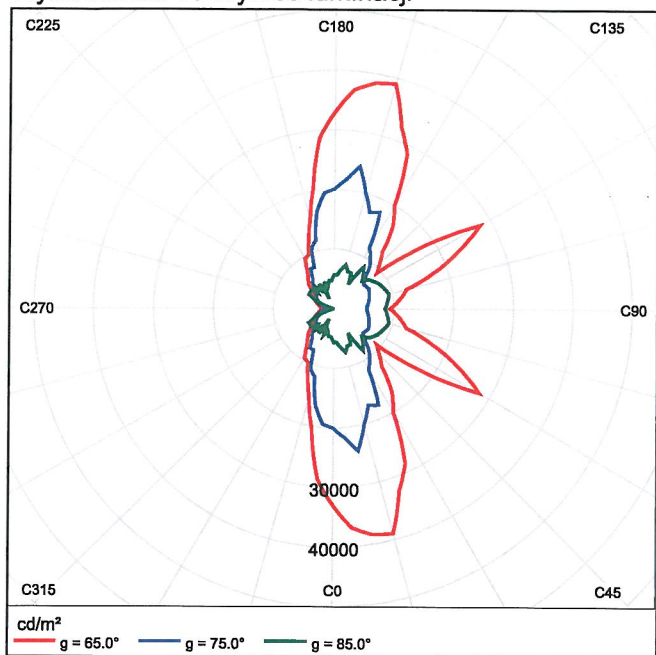 C225 C180 C135
C270 C90
30000
40000
C315 C0 C45
cd/m²
g = 65.0° g = 75.0° g = 85.0°